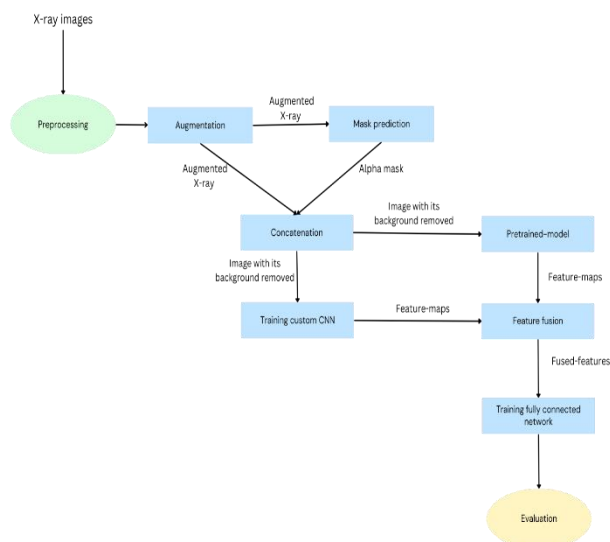 X-ray images
Preprocessing
Augmentation
Augmented
X-ray
Mask prediction
Augmented
X-ray
Alpha mask
Concatenation
Image with its
background removed
Pretrained-model
Image with its
background removed
Feature-maps
Training custom CNN
Feature-maps
Feature fusion
Fused-features
Training fully connected
network
Evaluation